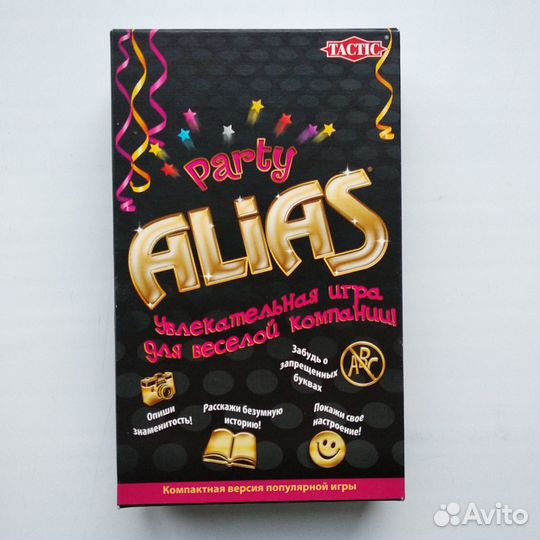 TACTIC
Party
ALIAS
Увлекательная игра
для веселой компании!
Забудь о
запрещенных
буквах
ABC
Опиши
знаменитость!
Расскажи безумную
историю!
Покажи свое
настроение!
Компактная версия популярной игры
Avito